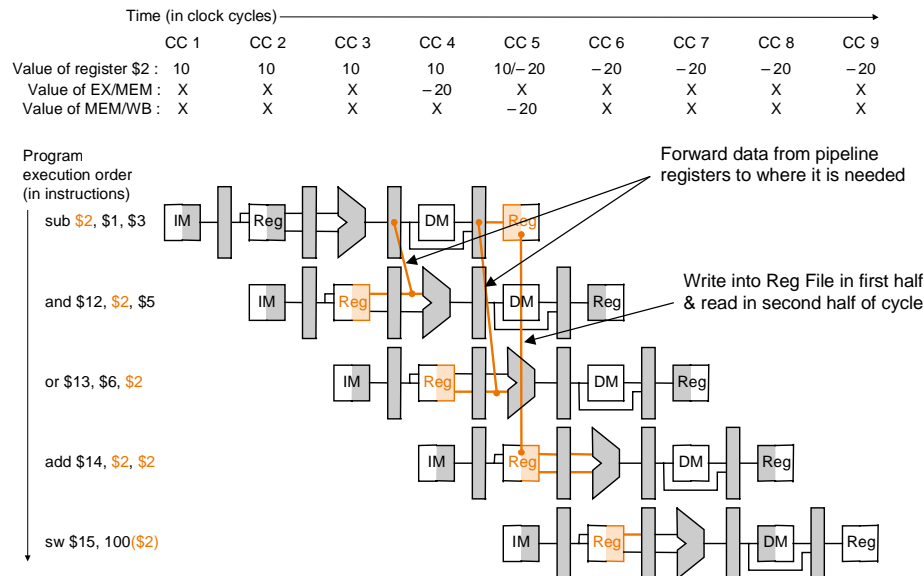 Time (in clock cycles)
CC 1 CC 2 CC 3 CC 4 CC 5 CC 6 CC 7 CC 8 CC 9
Value of register $2 : 10 10 10 10 10/– 20 – 20 – 20 – 20 – 20
Value of EX/MEM : X X X – 20 X X X X X
Value of MEM/WB : X X X X – 20 X X X X
Program
execution order
(in instructions)
Forward data from pipeline
registers to where it is needed
sub $2, $1, $3
IM Reg DM Reg
Write into Reg File in first half
& read in second half of cycle
and $12, $2, $5
IM Reg DM Reg
or $13, $6, $2
IM Reg DM Reg
add $14, $2, $2
IM Reg DM Reg
sw $15, 100($2)
IM Reg DM Reg